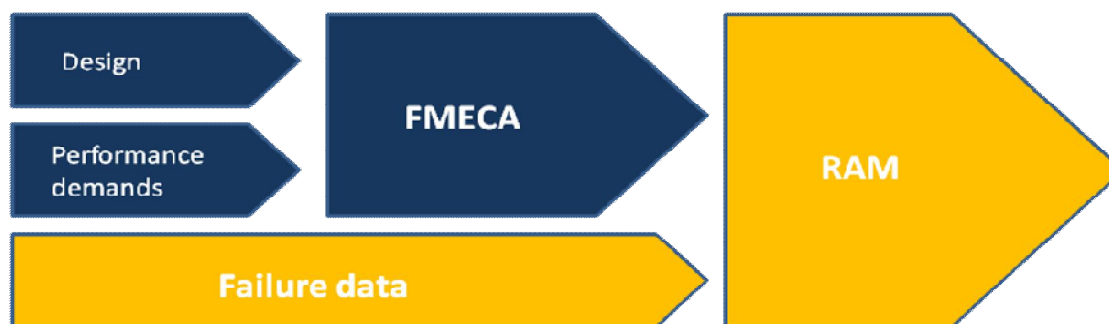 Design
FMECA
Performance
demands
RAM
Failure data